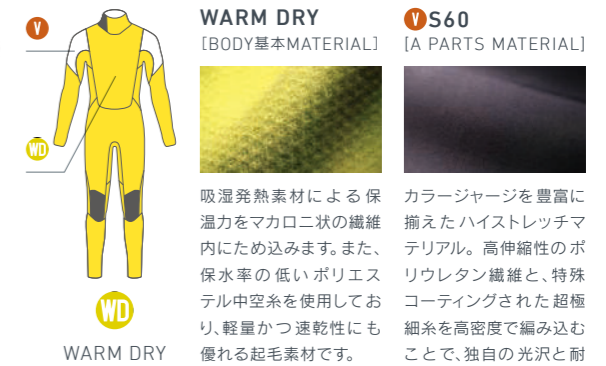 V
WD
WD
WARM DRY
WARM DRY
[BODY基本MATERIAL]
吸湿発熱素材による保
温力をマカロニ状の繊維
内にため込みます。また、
保水率の低いポリエス
テル中空糸を使用してお
り、軽量かつ速乾性にも
優れる起毛素材です。
V S60
[A PARTS MATERIAL]
カラージャージを豊富に
揃えたハイストレッチマ
テリアル。高伸縮性のポ
リウレタン繊維と、特殊
コーティングされた超極
細糸を高密度で編み込む
ことで、独自の光沢と耐